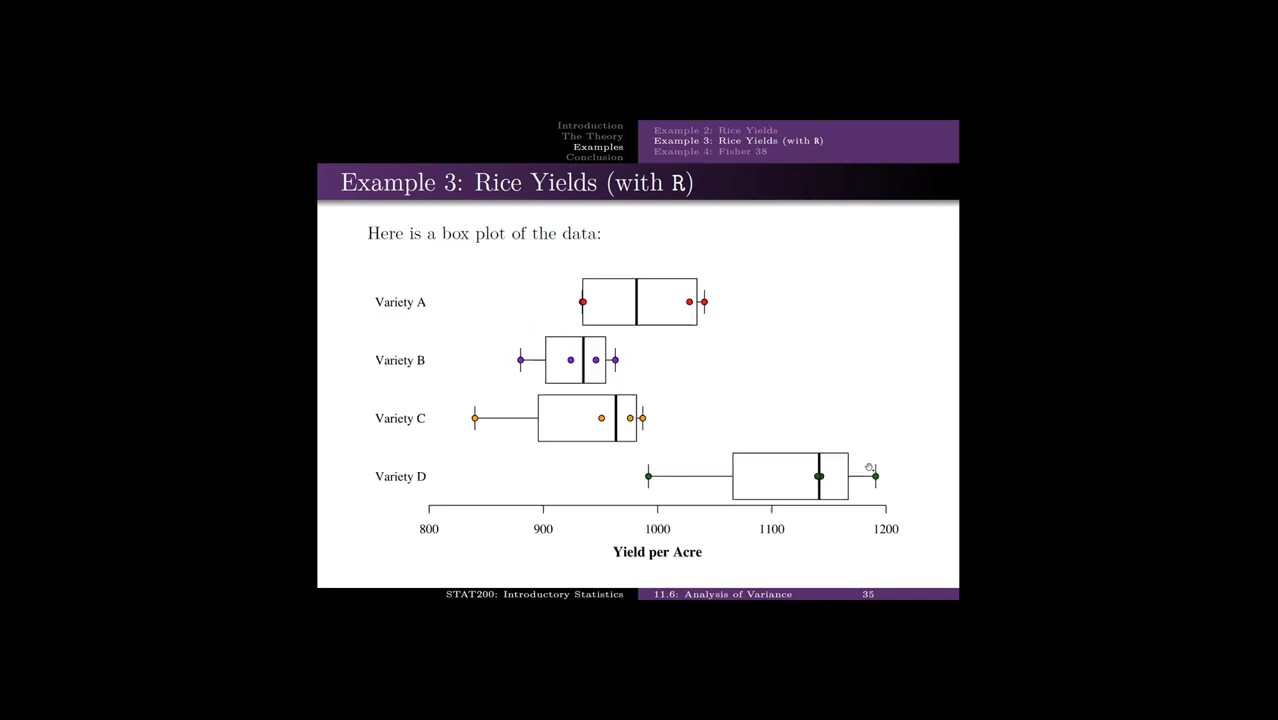 Introduction
The Theory
Examples
Conclusion
Example 2: Rice Yields
Example 3: Rice Yields (with R)
Example 4: Fisher 38
Example 3: Rice Yields (with R)
Here is a box plot of the data:
Variety A
Variety B
Variety C
Variety D
800 900 1000 1100 1200
Yield per Acre
STAT200: Introductory Statistics 11.6: Analysis of Variance 35